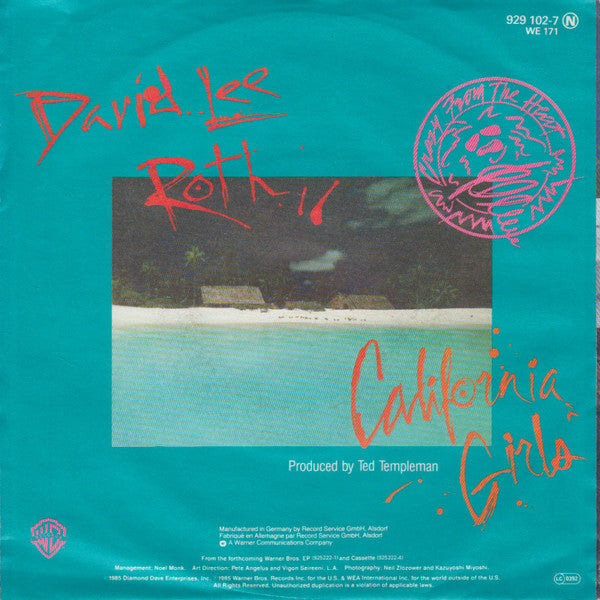 929 102-7 N
WE 171
David Lee
Roth
Crazy From The Heat
California
Girls
Produced by Ted Templeman
Manufactured in Germany by Record Service GmbH, Alsdorf
Fabriqué en Allemagne par Record Service GmbH, Alsdorf
A Warner Communications Company
From the forthcoming Warner Bros. EP (925222-1) and Cassette (925222-4)
Management: Noel Monk. Art Direction: Pete Angelus and Vigon Seireeni, L.A. Photography: Neil Zlozower and Kazuyoshi Miyoshi.
1985 Diamond Dave Enterprises, Inc. 1985 Warner Bros. Records Inc. for the U.S. & WEA International Inc. for the world outside of the U.S.
All Rights Reserved. Unauthorized duplication is a violation of applicable laws.
LC 0392